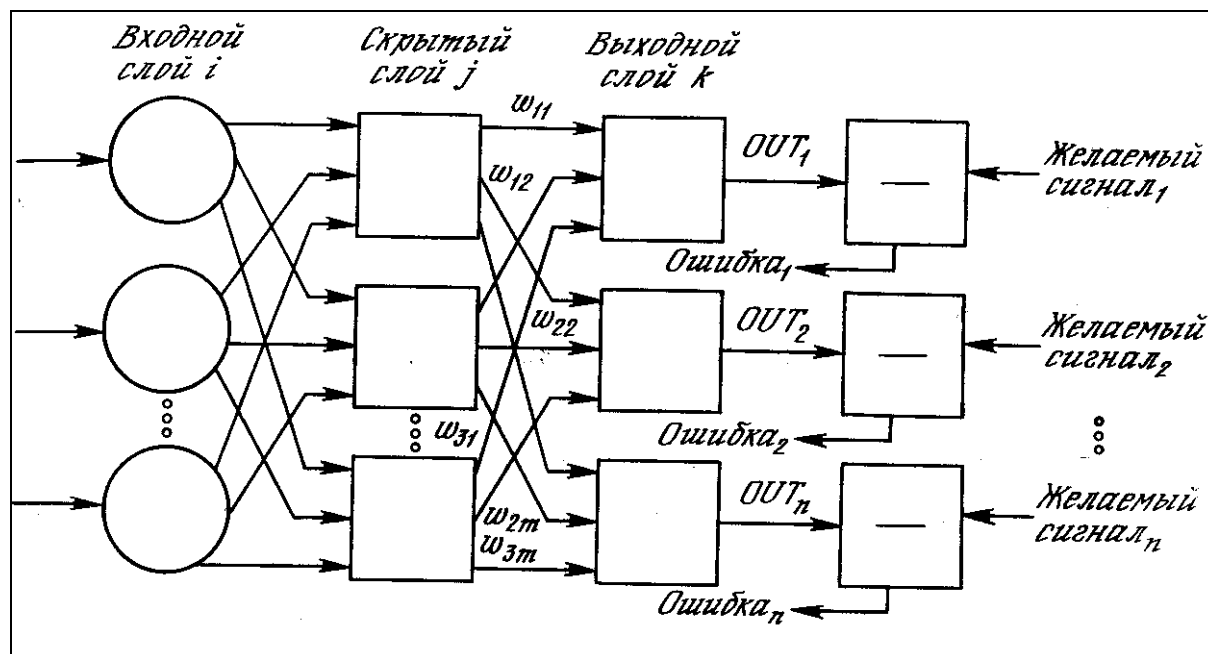 Входной
слой i
Скрытый
слой j
Выходной
слой k
w₁₁
w₁₂
w₂₂
w₃₁
w₂ₘ
w₃ₘ
OUT₁
Желаемый
сигнал₁
Ошибка₁
OUT₂
Желаемый
сигнал₂
Ошибка₂
OUTₙ
Желаемый
сигналₙ
Ошибкаₙ